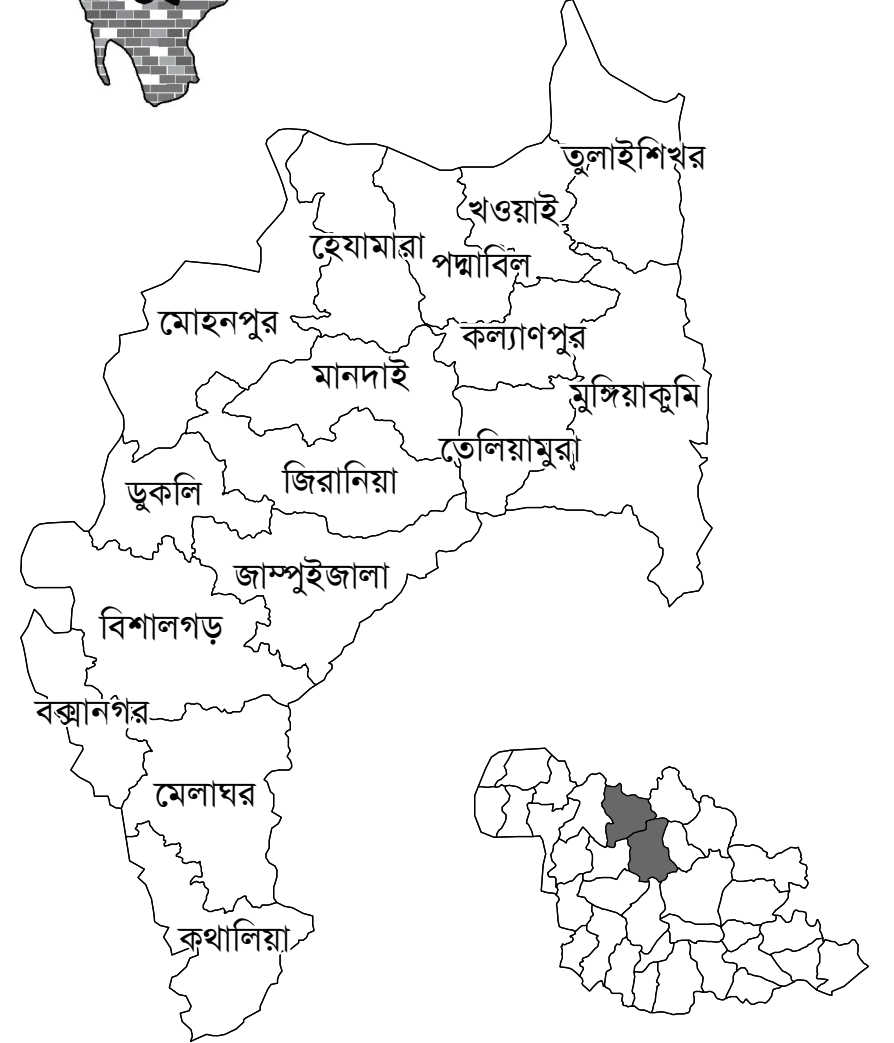 তুলাইশিখর
খওয়াই
হেযামারা
পদ্মাবিল
মোহনপুর
কল্যাণপুর
মানদাই
মুঙ্গিয়াকুমি
তেলিয়ামুরা
জিরানিয়া
ডুকলি
জাম্পুইজালা
বিশালগড়
বক্সানগর
মেলাঘর
কথালিয়া